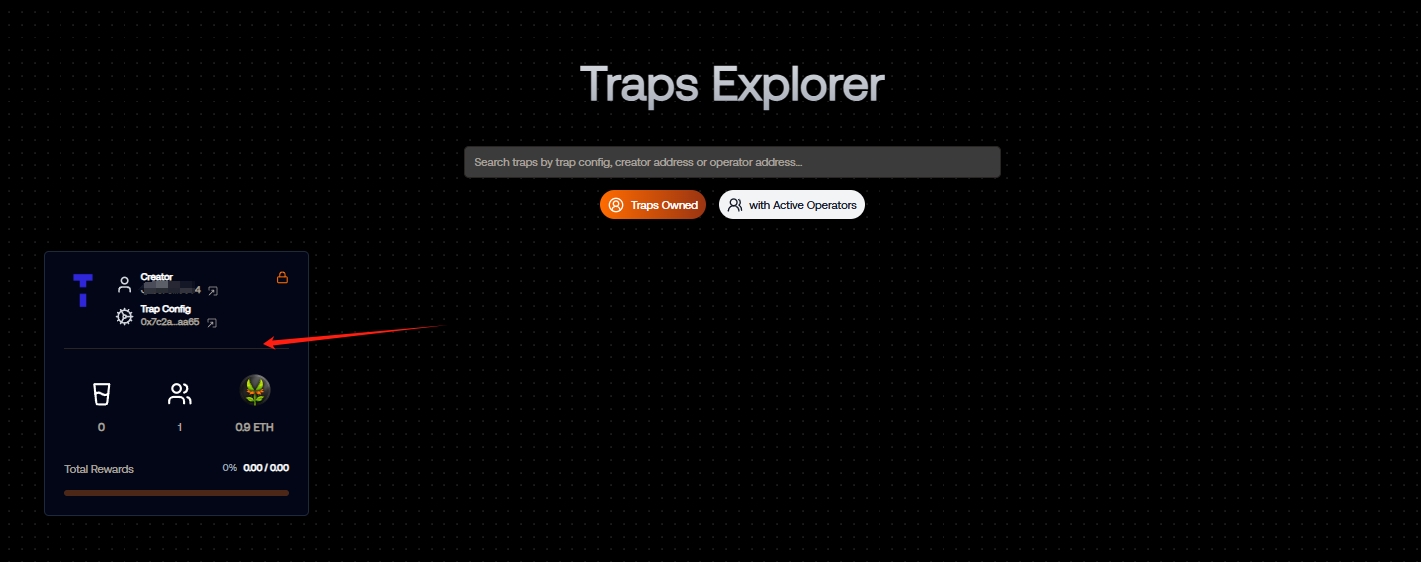 Traps Explorer
Search traps by trap config, creator address or operator address...
Traps Owned
with Active Operators
Creator
4
Trap Config
0x7c2a...aa65
0
1
0.9 ETH
Total Rewards
0% 0.00 / 0.00